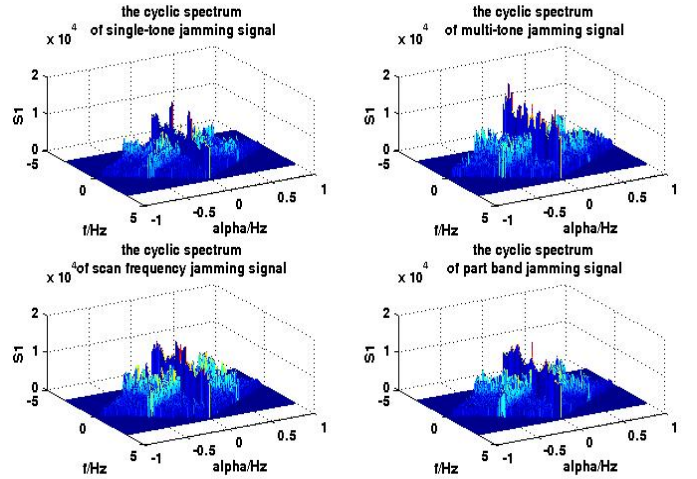 the cyclic spectrum
of single-tone jamming signal
x 10^4
2
1
0
S1
-5
0
5
f/Hz
-1
-0.5
0
0.5
1
alpha/Hz
the cyclic spectrum
of multi-tone jamming signal
x 10^4
2
1
0
S1
-5
0
5
f/Hz
-1
-0.5
0
0.5
1
alpha/Hz
the cyclic spectrum
x 10^4
of scan frequency jamming signal
2
1
0
S1
-5
0
5
f/Hz
-1
-0.5
0
0.5
1
alpha/Hz
the cyclic spectrum
of part band jamming signal
x 10^4
2
1
0
S1
-5
0
5
f/Hz
-1
-0.5
0
0.5
1
alpha/Hz